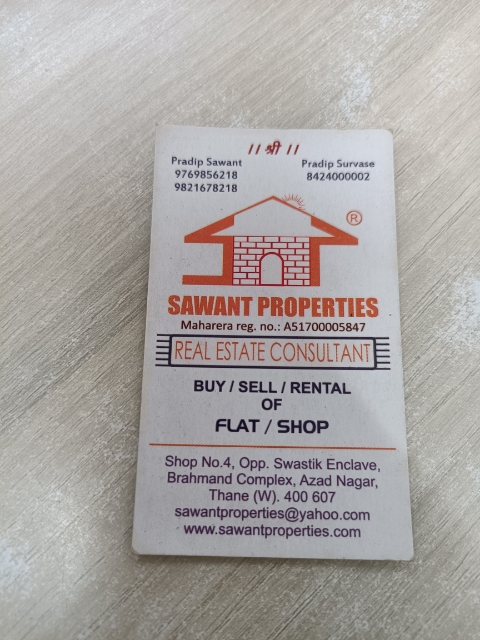 ॥ श्री ॥
Pradip Sawant
9769856218
9821678218
Pradip Survase
8424000002
®
SAWANT PROPERTIES
Maharera reg. no.: A51700005847
REAL ESTATE CONSULTANT
BUY / SELL / RENTAL
OF
FLAT / SHOP
Shop No.4, Opp. Swastik Enclave,
Brahmand Complex, Azad Nagar,
Thane (W). 400 607
sawantproperties@yahoo.com
www.sawantproperties.com